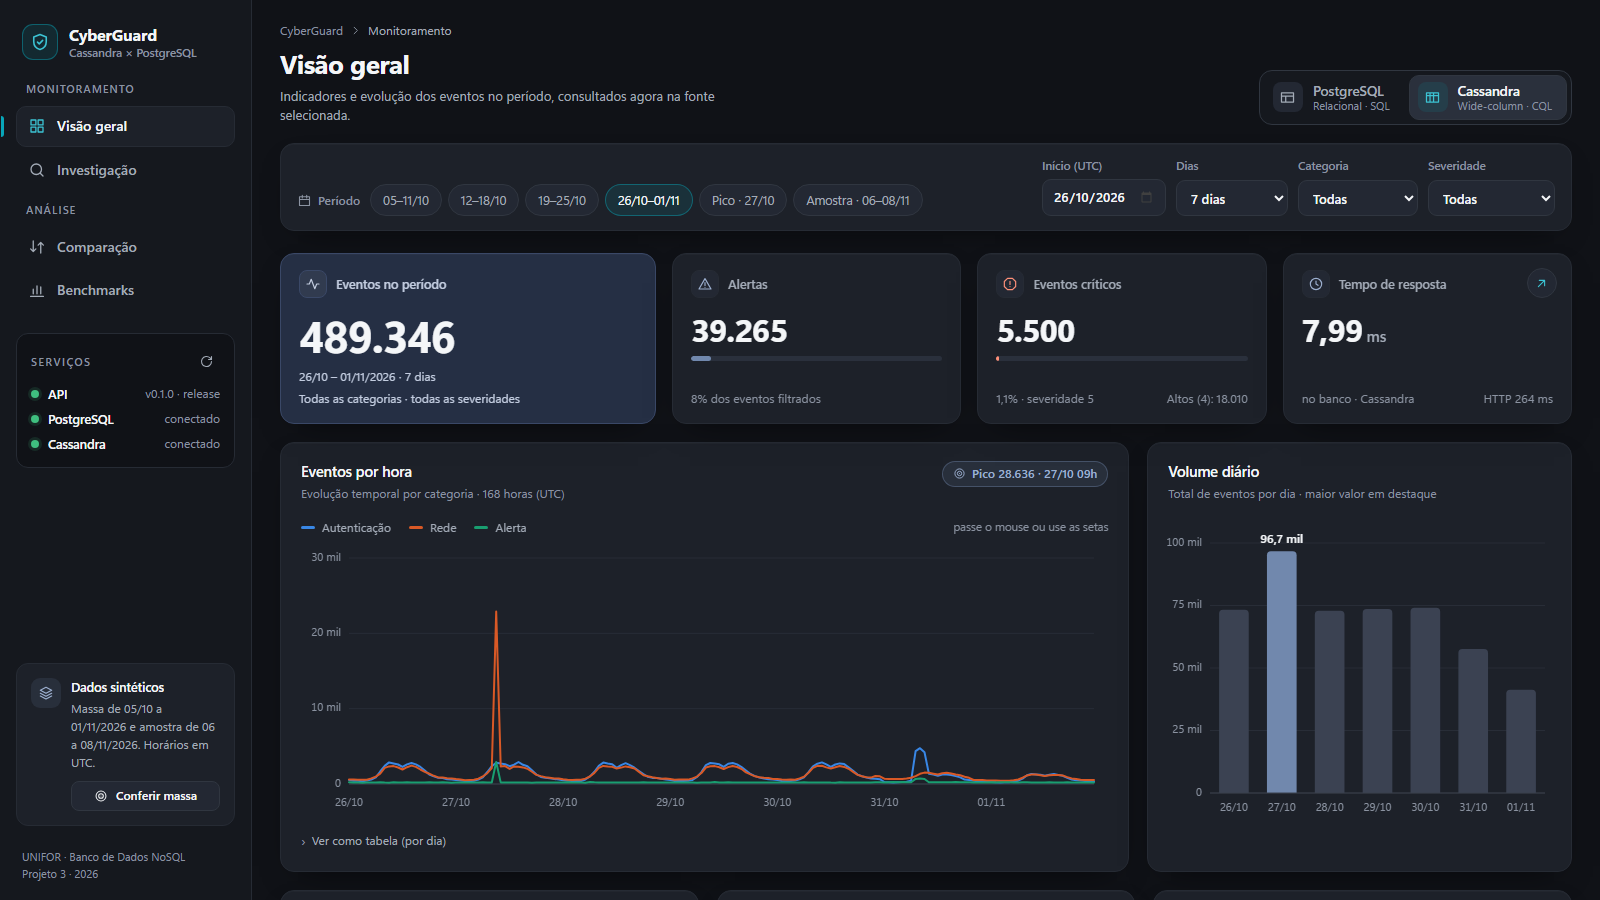 CyberGuard
Cassandra × PostgreSQL
MONITORAMENTO
Visão geral
Investigação
ANÁLISE
Comparação
Benchmarks
SERVIÇOS
API v0.1.0 · release
PostgreSQL conectado
Cassandra conectado
Dados sintéticos
Massa de 05/10 a
01/11/2026 e amostra de 06
a 08/11/2026. Horários em
UTC.
Conferir massa
UNIFOR · Banco de Dados NoSQL
Projeto 3 · 2026
CyberGuard > Monitoramento
Visão geral
Indicadores e evolução dos eventos no período, consultados agora na fonte
selecionada.
PostgreSQL
Relacional · SQL
Cassandra
Wide-column · CQL
Período
05–11/10
12–18/10
19–25/10
26/10–01/11
Pico · 27/10
Amostra · 06–08/11
Início (UTC)
26/10/2026
Dias
7 dias
Categoria
Todas
Severidade
Todas
Eventos no período
489.346
26/10 – 01/11/2026 · 7 dias
Todas as categorias · todas as severidades
Alertas
39.265
8% dos eventos filtrados
Eventos críticos
5.500
1,1% · severidade 5 Altos (4): 18.010
Tempo de resposta
7,99 ms
no banco · Cassandra HTTP 264 ms
Eventos por hora
Evolução temporal por categoria · 168 horas (UTC)
Pico 28.636 · 27/10 09h
Autenticação Rede Alerta
passe o mouse ou use as setas
30 mil
20 mil
10 mil
0
26/10 27/10 28/10 29/10 30/10 31/10 01/11
› Ver como tabela (por dia)
Volume diário
Total de eventos por dia · maior valor em destaque
96,7 mil
100 mil
75 mil
50 mil
25 mil
0
26/10 27/10 28/10 29/10 30/10 31/10 01/11